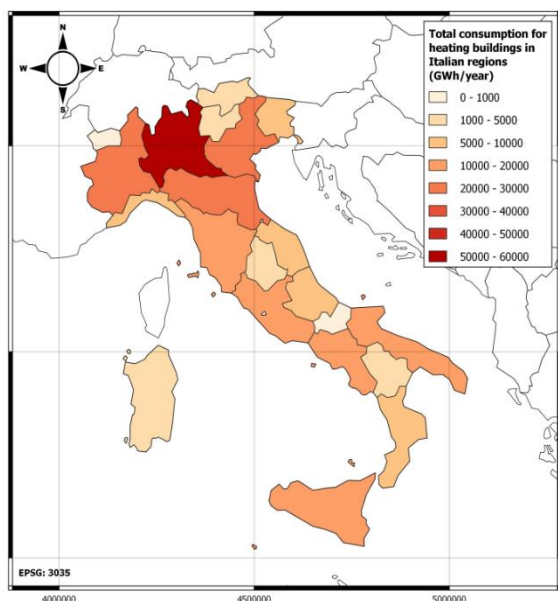 N
W E
S
Total consumption for
heating buildings in
Italian regions
(GWh/year)
0 - 1000
1000 - 5000
5000 - 10000
10000 - 20000
20000 - 30000
30000 - 40000
40000 - 50000
50000 - 60000
EPSG: 3035
4000000 4500000 5000000